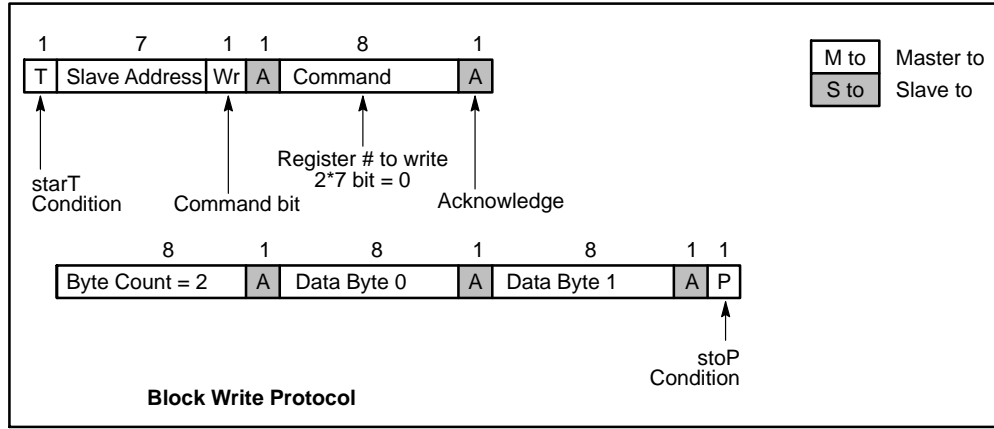 1 7 1 1 8 1
T Slave Address Wr A Command A
M to Master to
S to Slave to
starT
Condition
Command bit
Register # to write
2*7 bit = 0
Acknowledge
8 1 8 1 8 1 1
Byte Count = 2 A Data Byte 0 A Data Byte 1 A P
stoP
Condition
Block Write Protocol